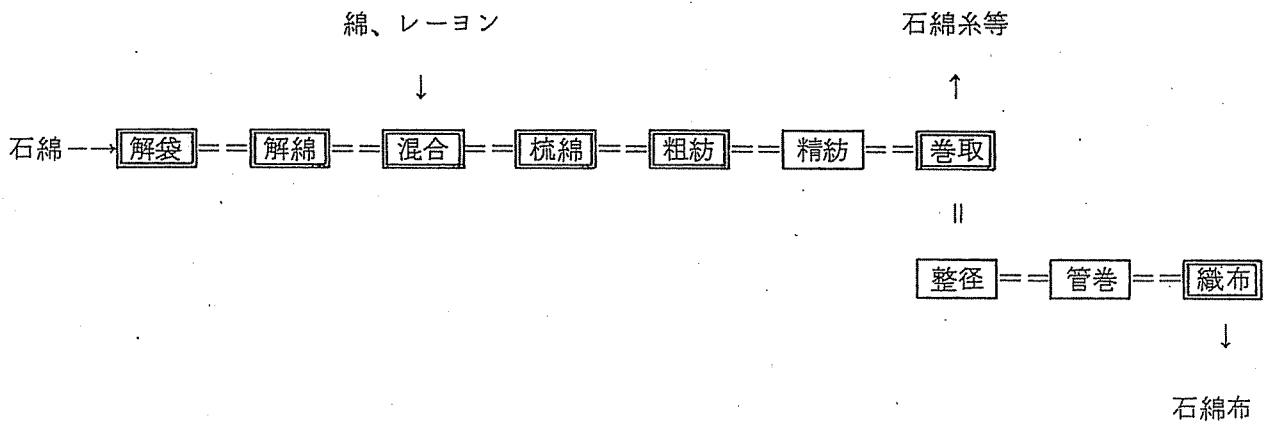 綿、レーヨン 石綿糸等
↓ ↑
石綿-→解袋==解綿==混合==梳綿==粗紡==精紡==巻取
||
整径==管巻==織布
↓
石綿布